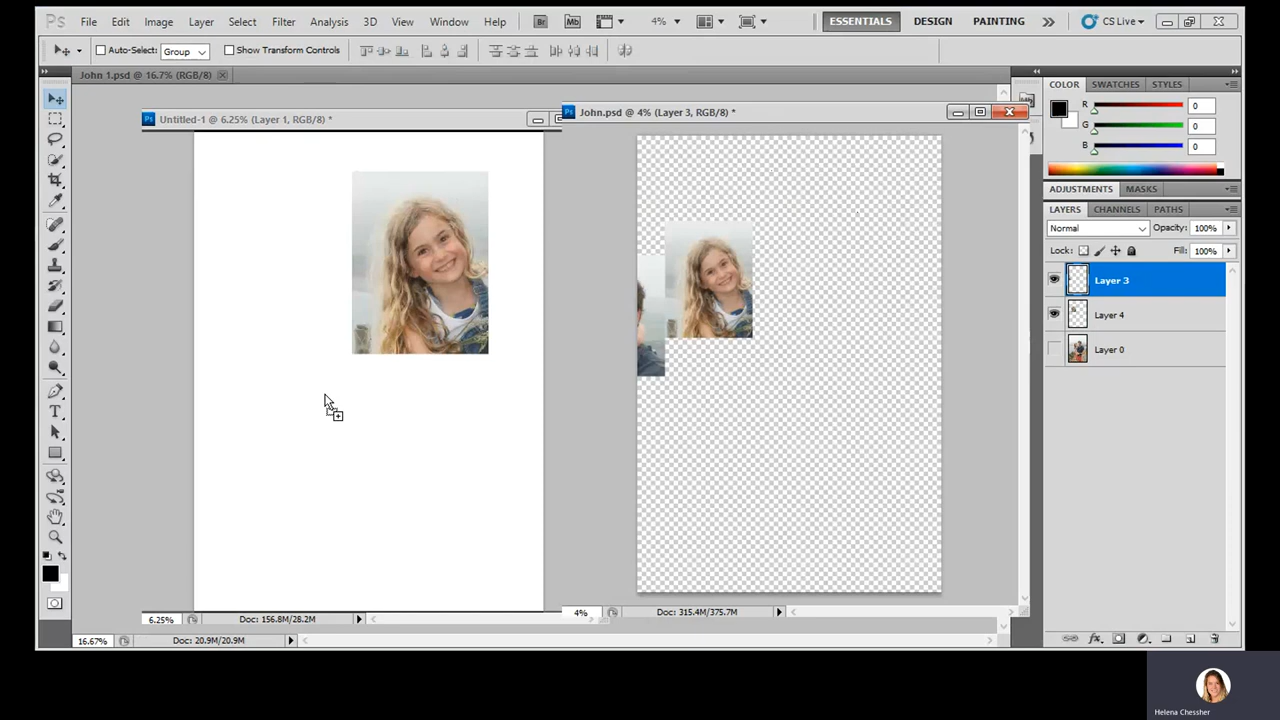 Ps File Edit Image Layer Select Filter Analysis 3D View Window Help Br Mb 4% ESSENTIALS DESIGN PAINTING CS Live
Auto-Select: Group Show Transform Controls
John 1.psd @ 16.7% (RGB/8)
Untitled-1 @ 6.25% (Layer 1, RGB/8) *
John.psd @ 4% (Layer 3, RGB/8) *
COLOR SWATCHES STYLES
R 0
G 0
B 0
ADJUSTMENTS MASKS
LAYERS CHANNELS PATHS
Normal Opacity: 100%
Lock: Fill: 100%
Layer 3
Layer 4
Layer 0
T
6.25% Doc: 156.8M/28.2M
4% Doc: 315.4M/375.7M
16.67% Doc: 20.9M/20.9M
fx
Helena Chessher